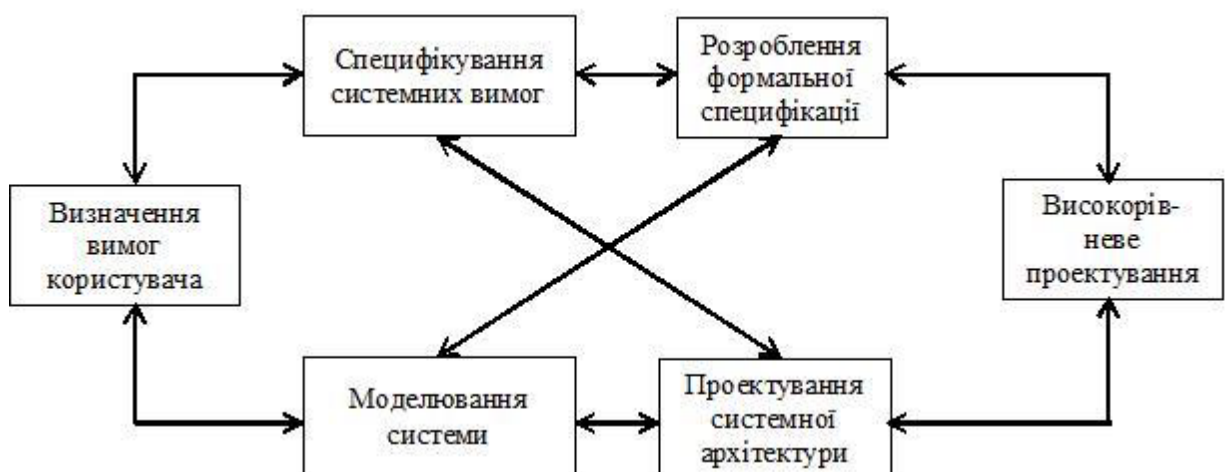 Специфікування
системних вимог
Розроблення
формальної
специфікації
Визначення
вимог
користувача
Високорів-
неве
проектування
Моделювання
системи
Проектування
системної
архітектури